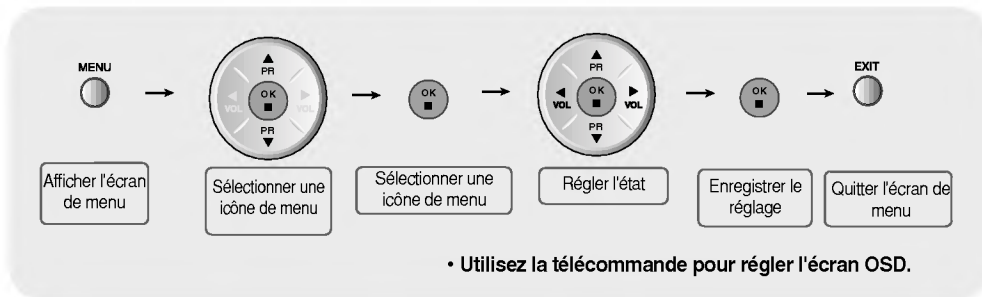 MENU
EXIT
PR
OK
VOL VOL
PR
OK
PR
OK
VOL VOL
PR
OK
Afficher l'écran
de menu
Sélectionner une
icône de menu
Sélectionner une
icône de menu
Régler l'état
Enregistrer le
réglage
Quitter l'écran de
menu
• Utilisez la télécommande pour régler l'écran OSD.